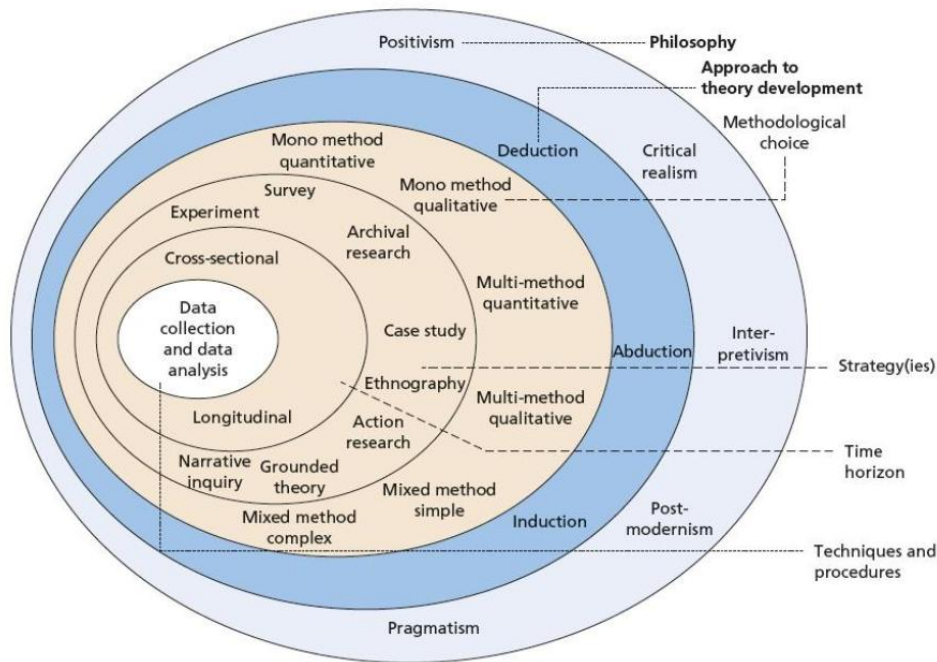 Positivism
Philosophy
Approach to
theory development
Methodological
choice
Mono method
quantitative
Deduction
Critical
realism
Survey
Mono method
qualitative
Experiment
Archival
research
Cross-sectional
Multi-method
quantitative
Data
collection
and data
analysis
Case study
Abduction
Inter-
pretivism
Strategy(ies)
Ethnography
Multi-method
qualitative
Longitudinal
Action
research
Time
horizon
Narrative
inquiry
Grounded
theory
Mixed method
simple
Mixed method
complex
Induction
Post-
modernism
Techniques and
procedures
Pragmatism